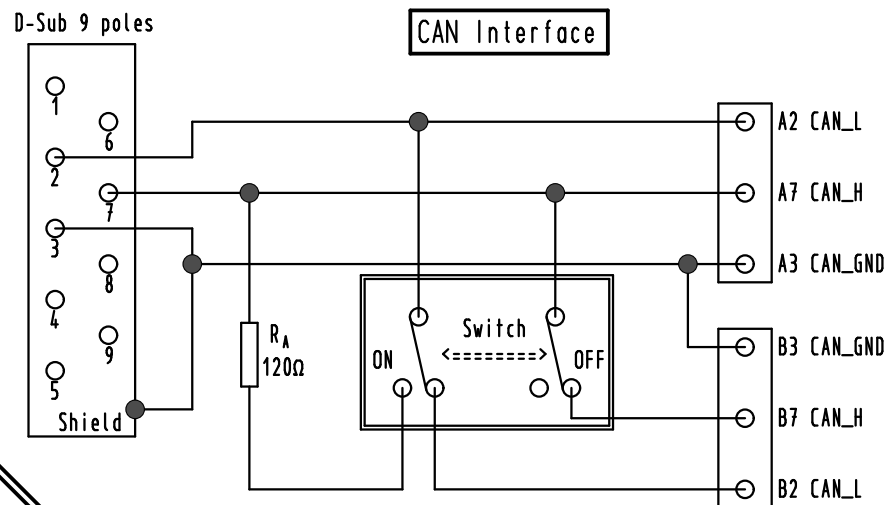 D-Sub 9 poles
CAN Interface
1
6
2
7
3
8
4
9
5
Shield
A2 CAN_L
A7 CAN_H
A3 CAN_GND
RA
120Ω
Switch
ON
<======>
OFF
B3 CAN_GND
B7 CAN_H
B2 CAN_L